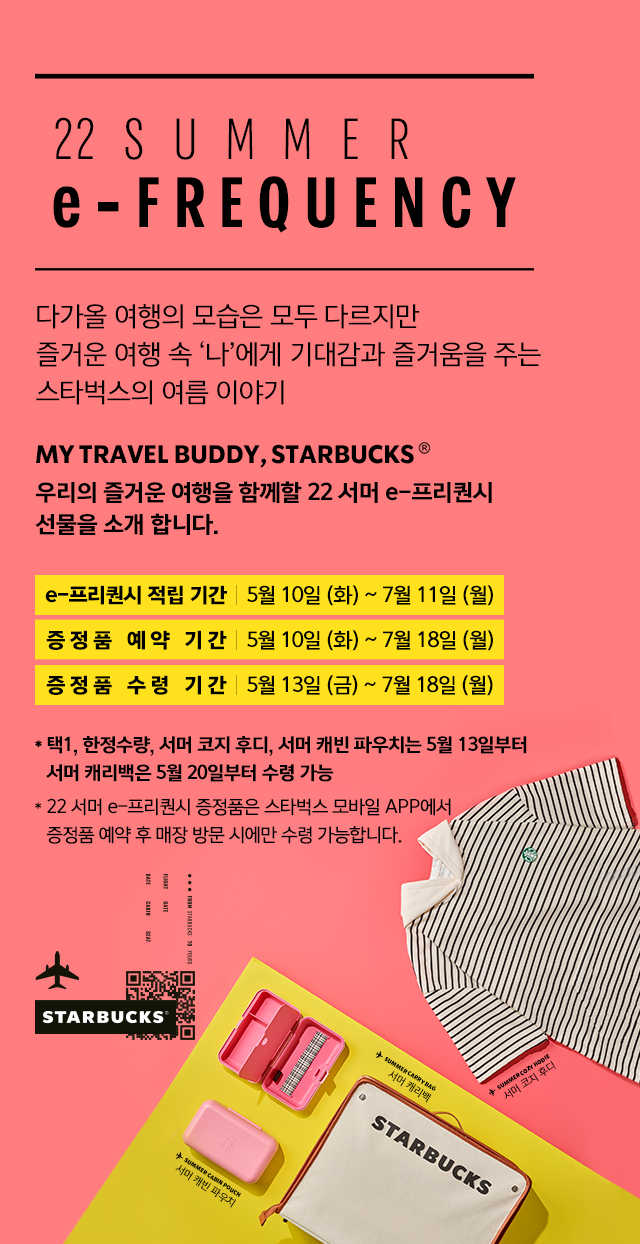 22 SUMMER
e-FREQUENCY
다가올 여행의 모습은 모두 다르지만
즐거운 여행 속 ‘나’에게 기대감과 즐거움을 주는
스타벅스의 여름 이야기
MY TRAVEL BUDDY, STARBUCKS ®
우리의 즐거운 여행을 함께할 22 서머 e-프리퀀시
선물을 소개 합니다.
e-프리퀀시 적립 기간 | 5월 10일 (화) ~ 7월 11일 (월)
증정품 예약 기간 | 5월 10일 (화) ~ 7월 18일 (월)
증정품 수령 기간 | 5월 13일 (금) ~ 7월 18일 (월)
* 택1, 한정수량, 서머 코지 후디, 서머 캐빈 파우치는 5월 13일부터
서머 캐리백은 5월 20일부터 수령 가능
* 22 서머 e-프리퀀시 증정품은 스타벅스 모바일 APP에서
증정품 예약 후 매장 방문 시에만 수령 가능합니다.
FROM STARBUCKS, TO YOURS
FLIGHT GATE
DATE CABIN SEAT
STARBUCKS®
SUMMER CARRY BAG
서머 캐리백
SUMMER COZY HODIE
서머 코지 후디
STARBUCKS
SUMMER CABIN POUCH
서머 캐빈 파우치